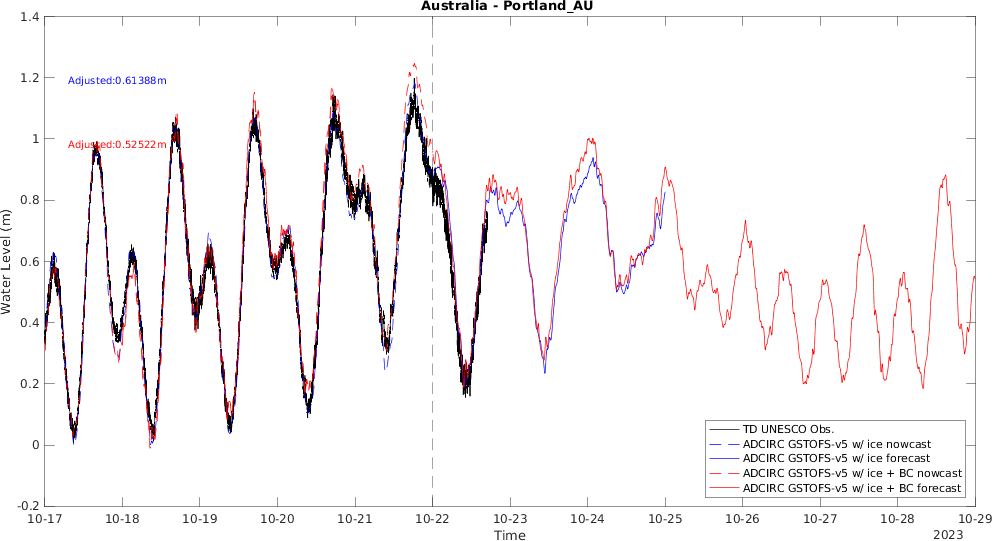 Australia - Portland_AU
Water Level (m)
1.4
1.2
1
0.8
0.6
0.4
0.2
0
-0.2
Adjusted:0.61388m
Adjusted:0.52522m
TD UNESCO Obs.
ADCIRC GSTOFS-v5 w/ ice nowcast
ADCIRC GSTOFS-v5 w/ ice forecast
ADCIRC GSTOFS-v5 w/ ice + BC nowcast
ADCIRC GSTOFS-v5 w/ ice + BC forecast
10-17 10-18 10-19 10-20 10-21 10-22 10-23 10-24 10-25 10-26 10-27 10-28 10-29
Time
2023